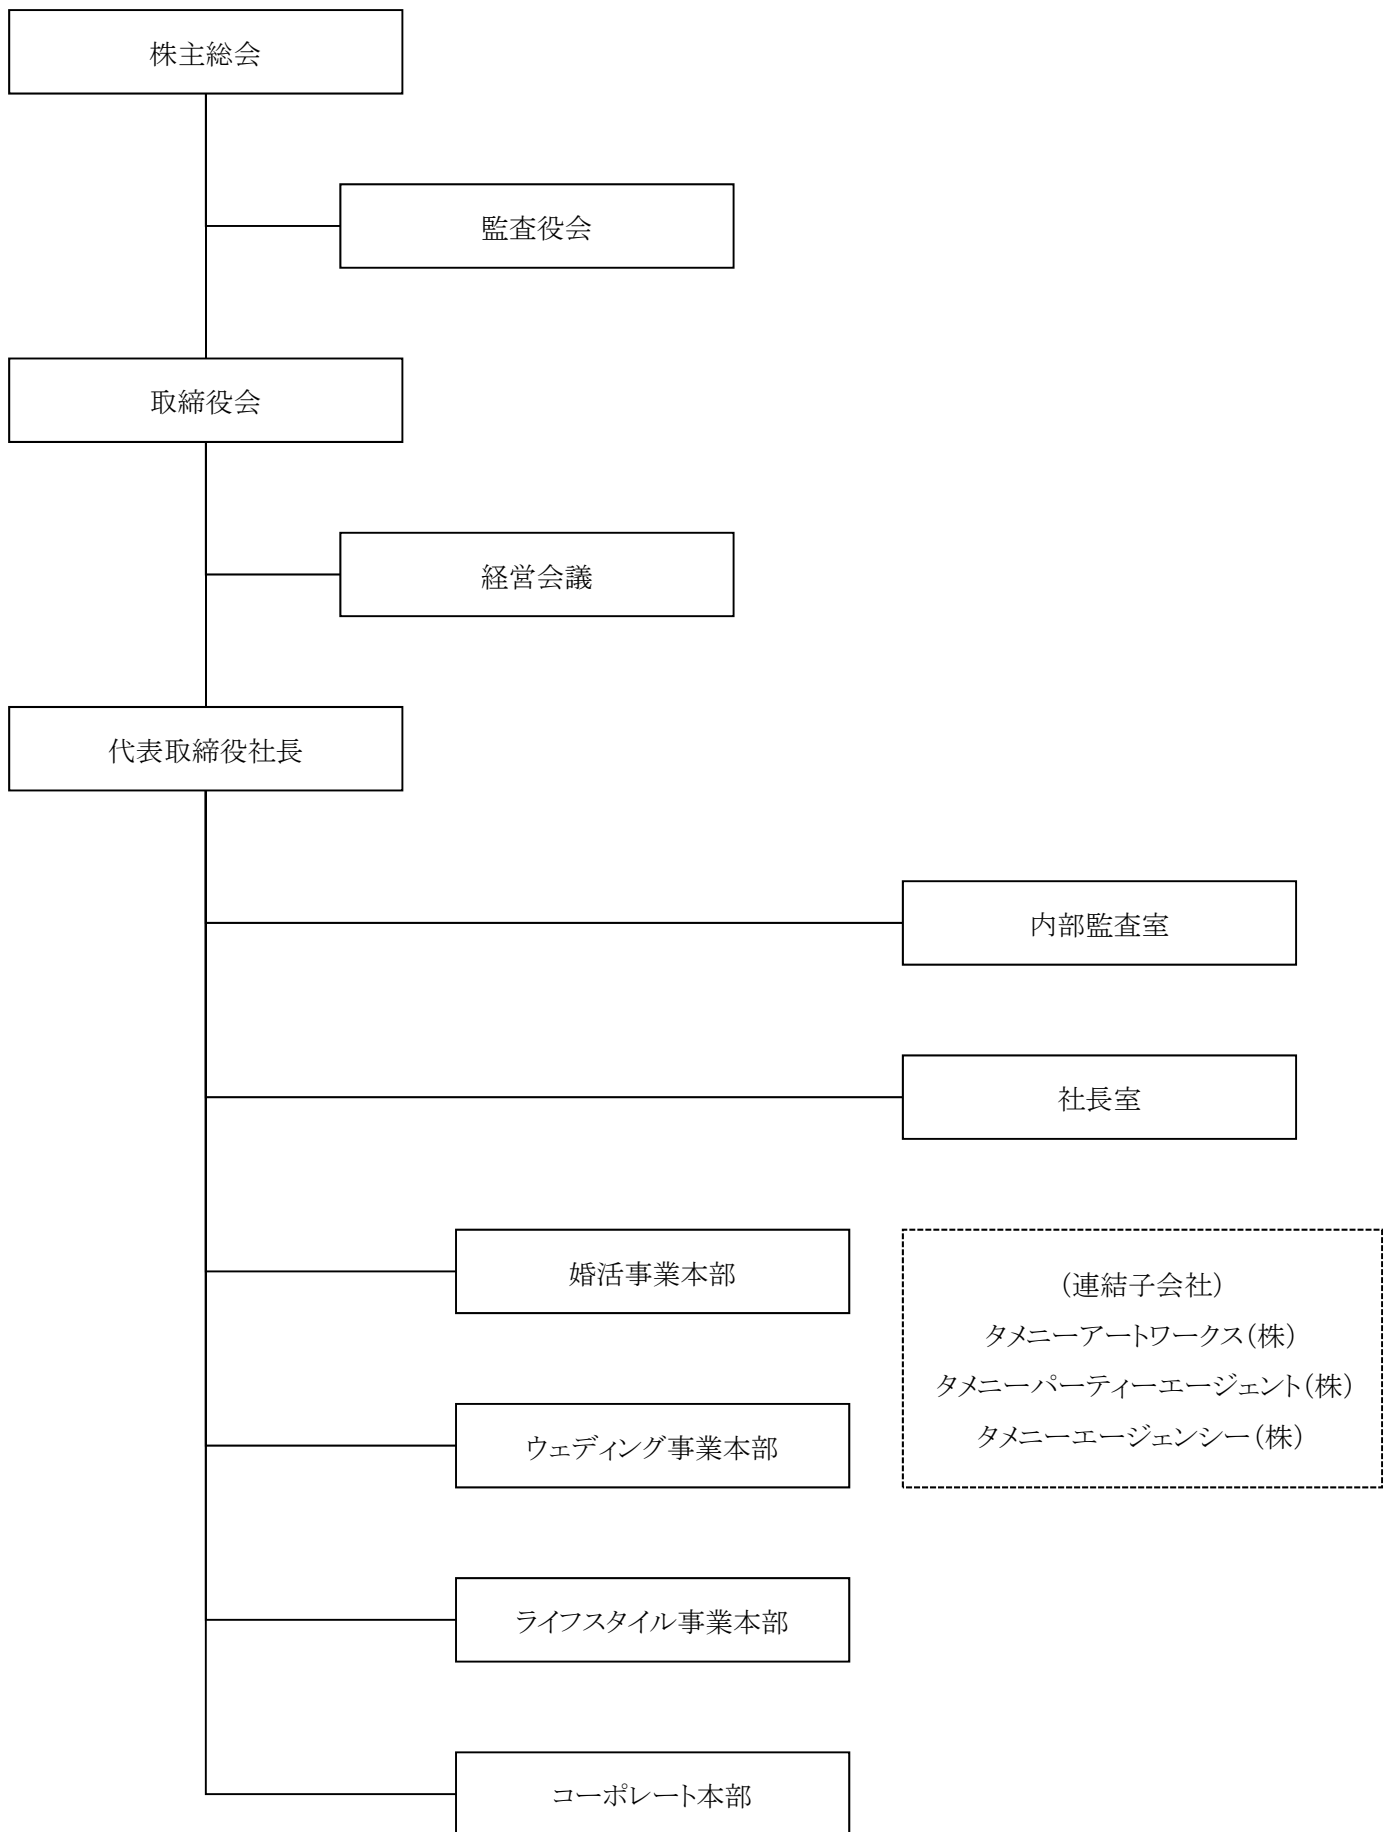 株主総会
監査役会
取締役会
経営会議
代表取締役社長
内部監査室
社長室
婚活事業本部
（連結子会社）
タメニーアートワークス（株）
タメニーパーティーエージェント（株）
タメニーエージェンシー（株）
ウェディング事業本部
ライフスタイル事業本部
コーポレート本部